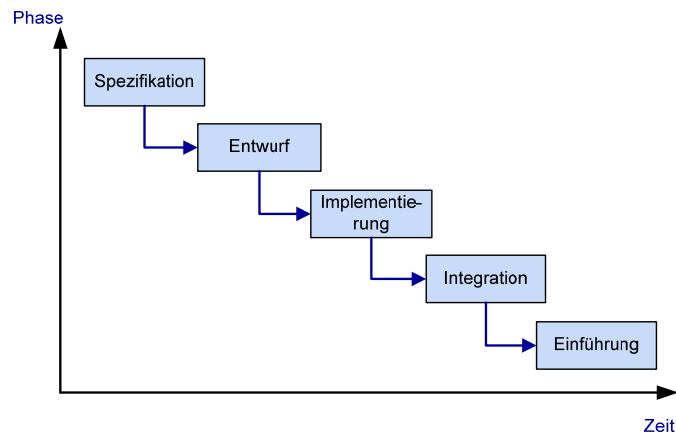 Phase
Spezifikation
Entwurf
Implementie-
rung
Integration
Einführung
Zeit